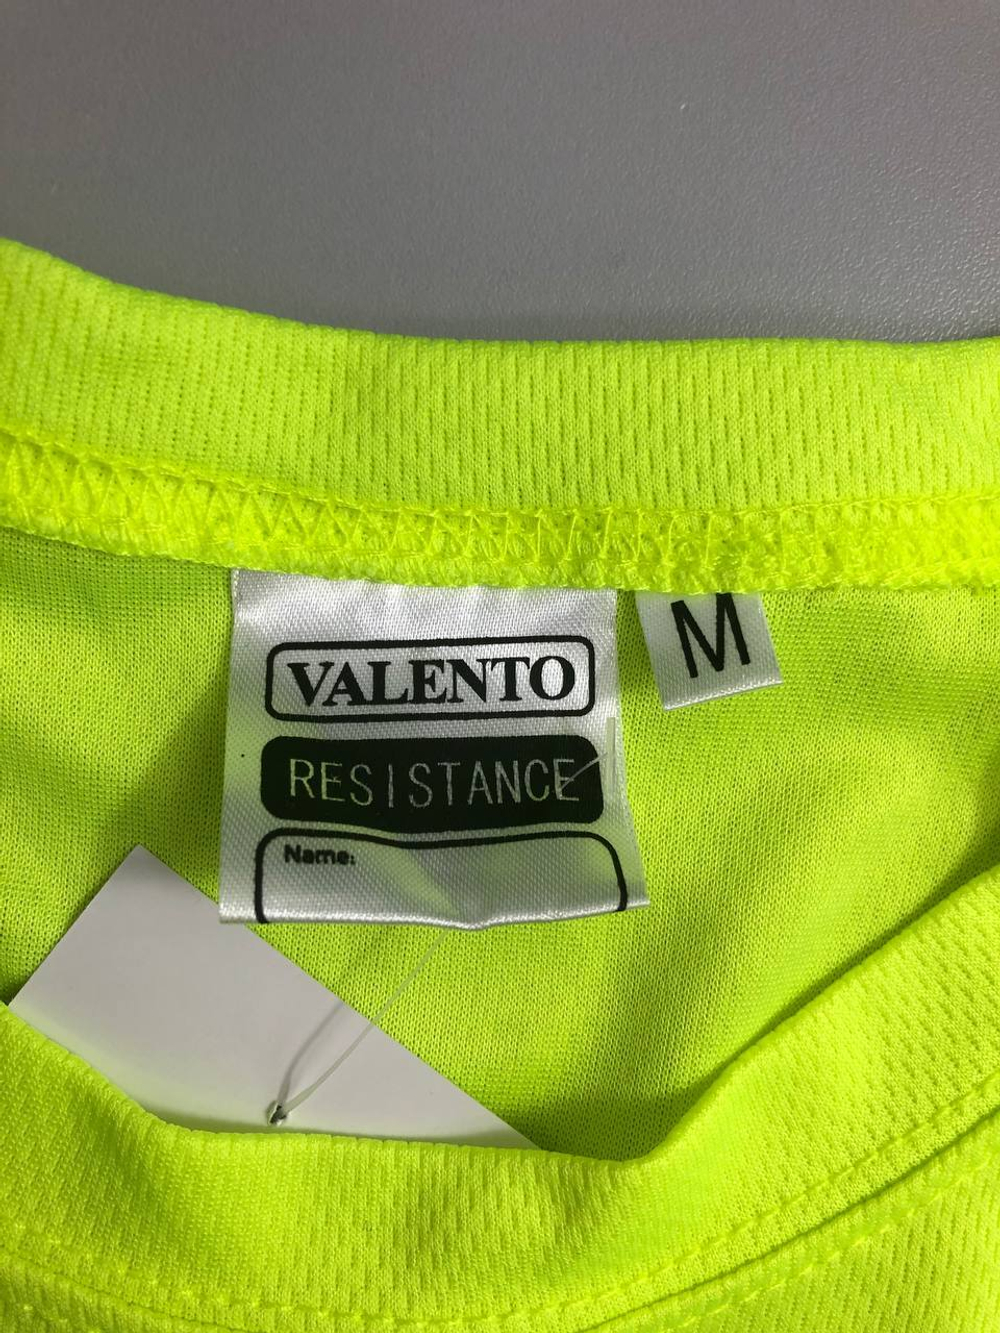 VALENTO
RESISTANCE
Name:
M